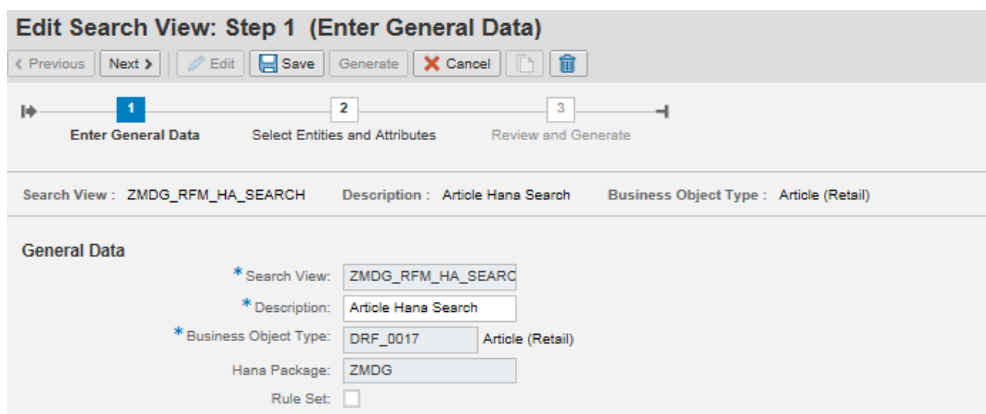 Edit Search View: Step 1 (Enter General Data)
Previous Next Edit Save Generate Cancel
1 2 3
Enter General Data Select Entities and Attributes Review and Generate
Search View : ZMDG_RFM_HA_SEARCH Description : Article Hana Search Business Object Type : Article (Retail)
General Data
* Search View: ZMDG_RFM_HA_SEARC
* Description: Article Hana Search
* Business Object Type: DRF_0017 Article (Retail)
Hana Package: ZMDG
Rule Set: